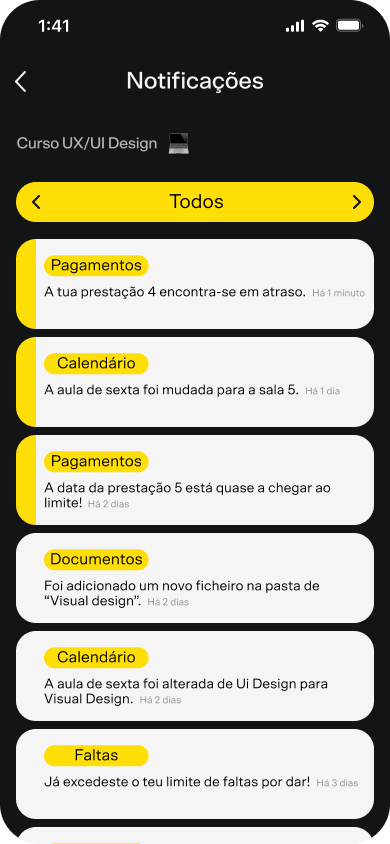 1:41
Notificações
Curso UX/UI Design
Todos
Pagamentos
A tua prestação 4 encontra-se em atraso. Há 1 minuto
Calendário
A aula de sexta foi mudada para a sala 5. Há 1 dia
Pagamentos
A data da prestação 5 está quase a chegar ao
limite! Há 2 dias
Documentos
Foi adicionado um novo ficheiro na pasta de
“Visual design”. Há 2 dias
Calendário
A aula de sexta foi alterada de Ui Design para
Visual Design. Há 2 dias
Faltas
Já excedeste o teu limite de faltas por dar! Há 3 dias